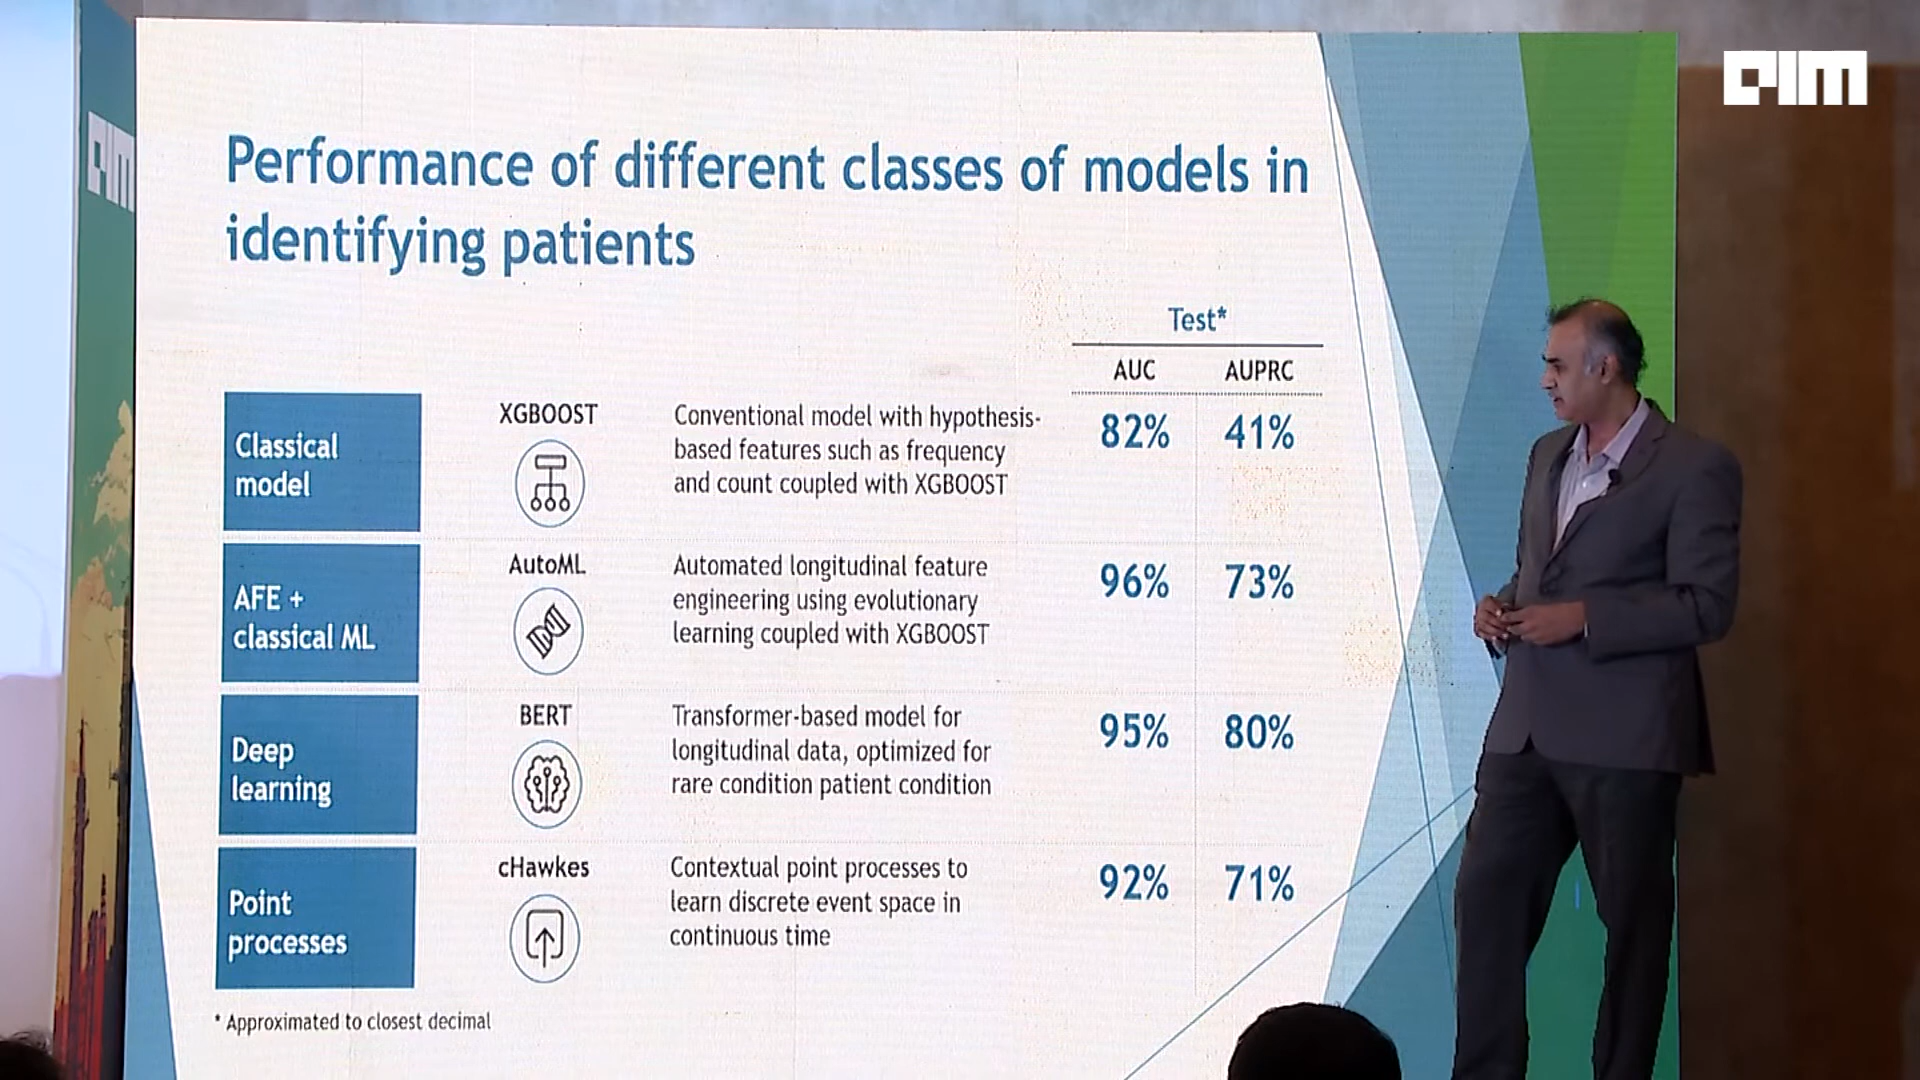 AIM
AIM
Performance of different classes of models in
identifying patients
Test*
AUC AUPRC
Classical
model
XGBOOST
Conventional model with hypothesis-
based features such as frequency
and count coupled with XGBOOST
82% 41%
AFE +
classical ML
AutoML
Automated longitudinal feature
engineering using evolutionary
learning coupled with XGBOOST
96% 73%
Deep
learning
BERT
Transformer-based model for
longitudinal data, optimized for
rare condition patient condition
95% 80%
Point
processes
cHawkes
Contextual point processes to
learn discrete event space in
continuous time
92% 71%
* Approximated to closest decimal